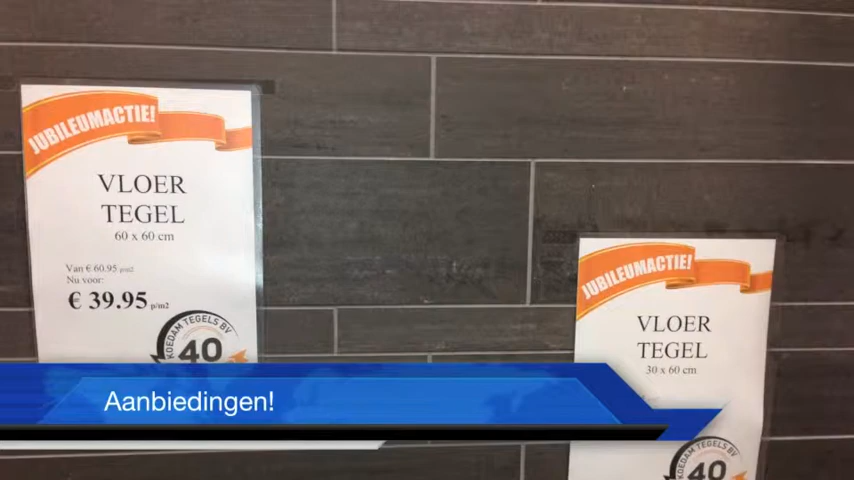 JUBILEUMACTIE!
VLOER
TEGEL
60 x 60 cm
Van € 60.95 p/m2
Nu voor:
€ 39.95 p/m2
KOEDAM TEGELS BV
40
JUBILEUMACTIE!
VLOER
TEGEL
30 x 60 cm
KOEDAM TEGELS BV
40
Aanbiedingen!